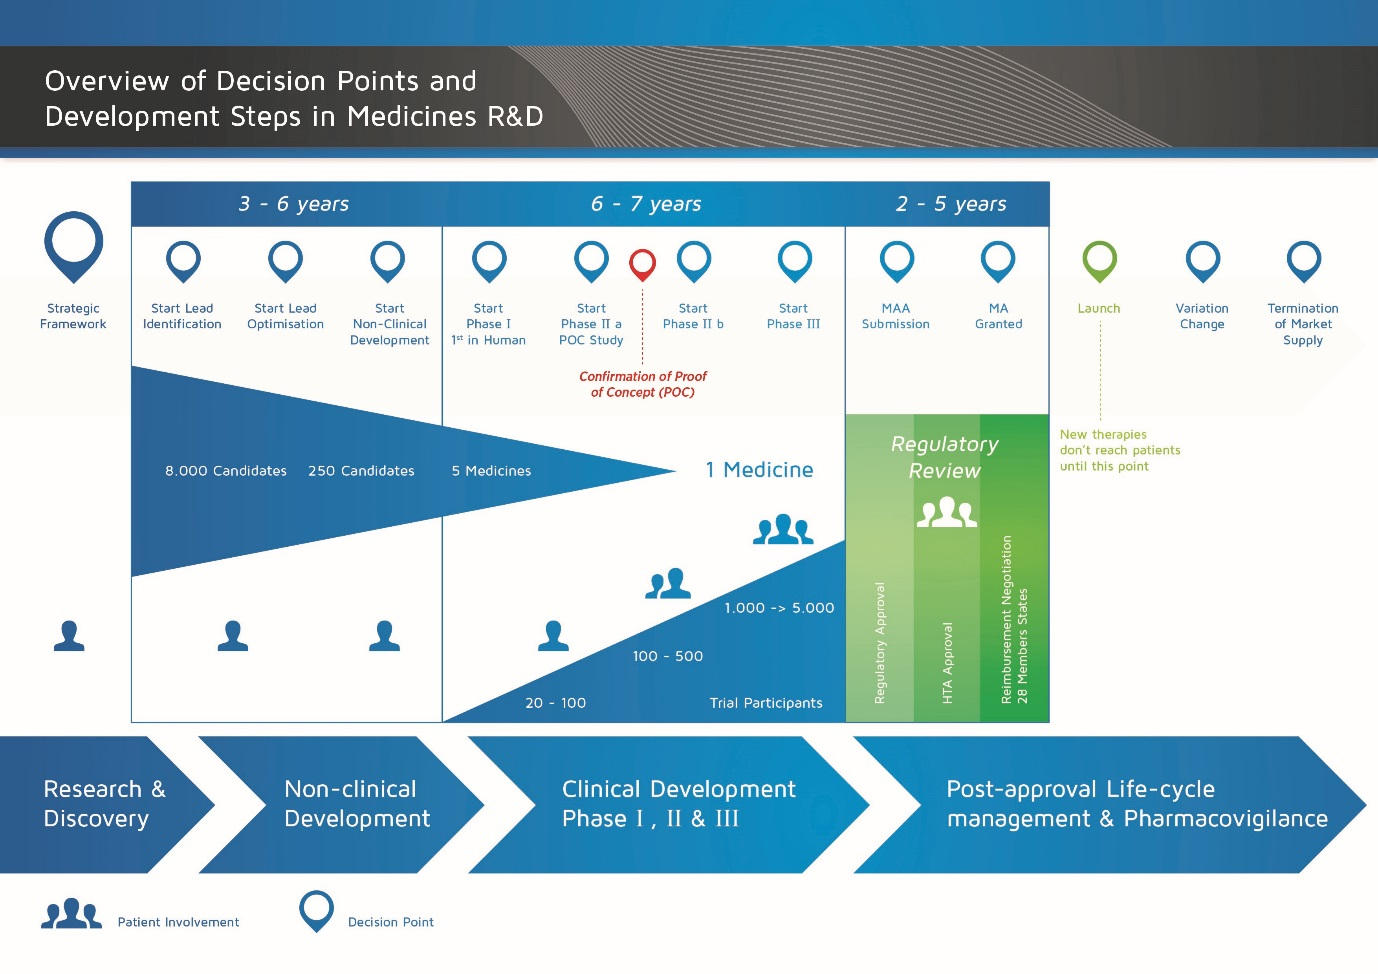 Overview of Decision Points and
Development Steps in Medicines R&D
3 - 6 years
6 - 7 years
2 - 5 years
Strategic
Framework
Start Lead
Identification
Start Lead
Optimisation
Start
Non-Clinical
Development
Start
Phase I
1st in Human
Start
Phase II a
POC Study
Start
Phase II b
Start
Phase III
MAA
Submission
MA
Granted
Launch
Variation
Change
Termination
of Market
Supply
Confirmation of Proof
of Concept (POC)
New therapies
don't reach patients
until this point
8.000 Candidates
250 Candidates
5 Medicines
1 Medicine
Regulatory
Review
1.000 -> 5.000
100 - 500
20 - 100
Trial Participants
Regulatory Approval
HTA Approval
Reimbursement Negotiation
28 Members States
Research &
Discovery
Non-clinical
Development
Clinical Development
Phase I , II & III
Post-approval Life-cycle
management & Pharmacovigilance
Patient Involvement
Decision Point